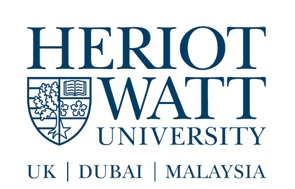 HERIOT
WATT
UNIVERSITY
UK | DUBAI | MALAYSIA